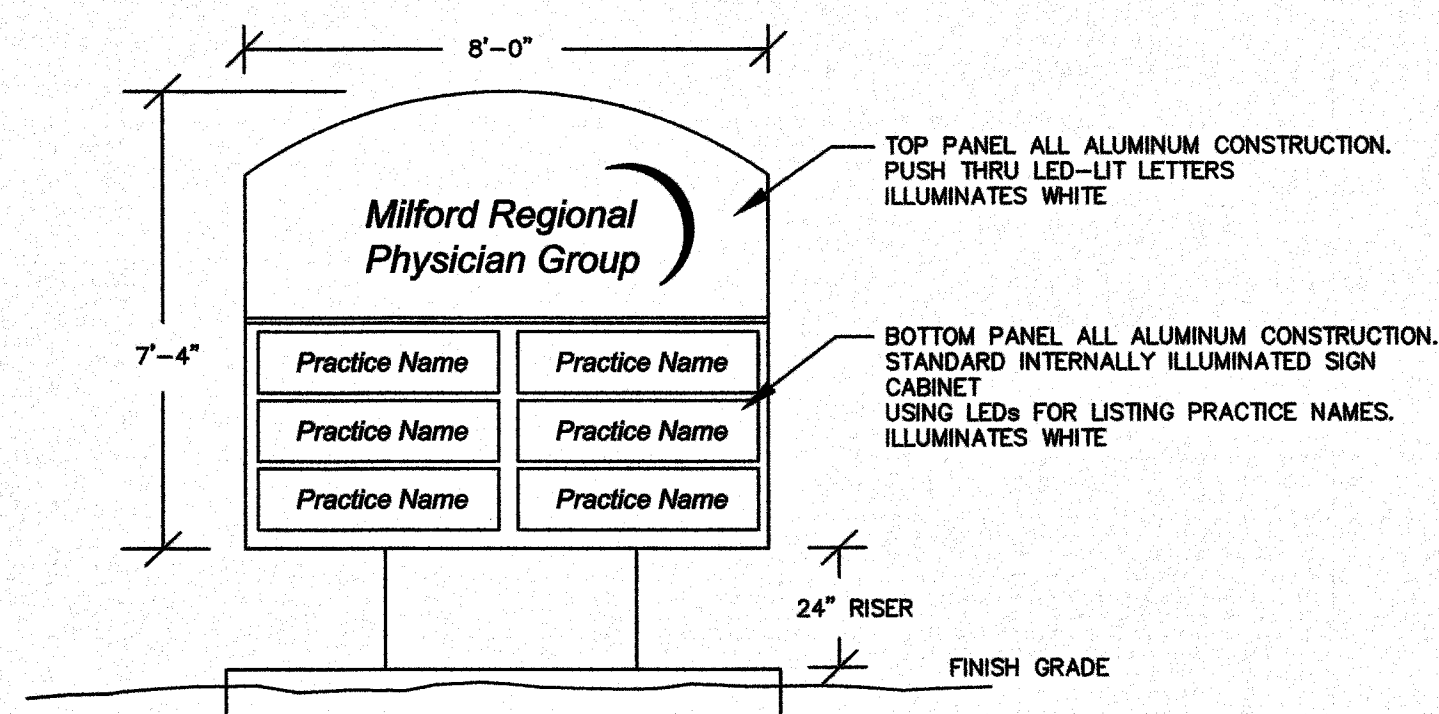 8'-0"
TOP PANEL ALL ALUMINUM CONSTRUCTION.
PUSH THRU LED-LIT LETTERS
ILLUMINATES WHITE
Milford Regional
Physician Group
7'-4"
BOTTOM PANEL ALL ALUMINUM CONSTRUCTION.
STANDARD INTERNALLY ILLUMINATED SIGN
CABINET
USING LEDs FOR LISTING PRACTICE NAMES.
ILLUMINATES WHITE
Practice Name Practice Name
Practice Name Practice Name
Practice Name Practice Name
24" RISER
FINISH GRADE